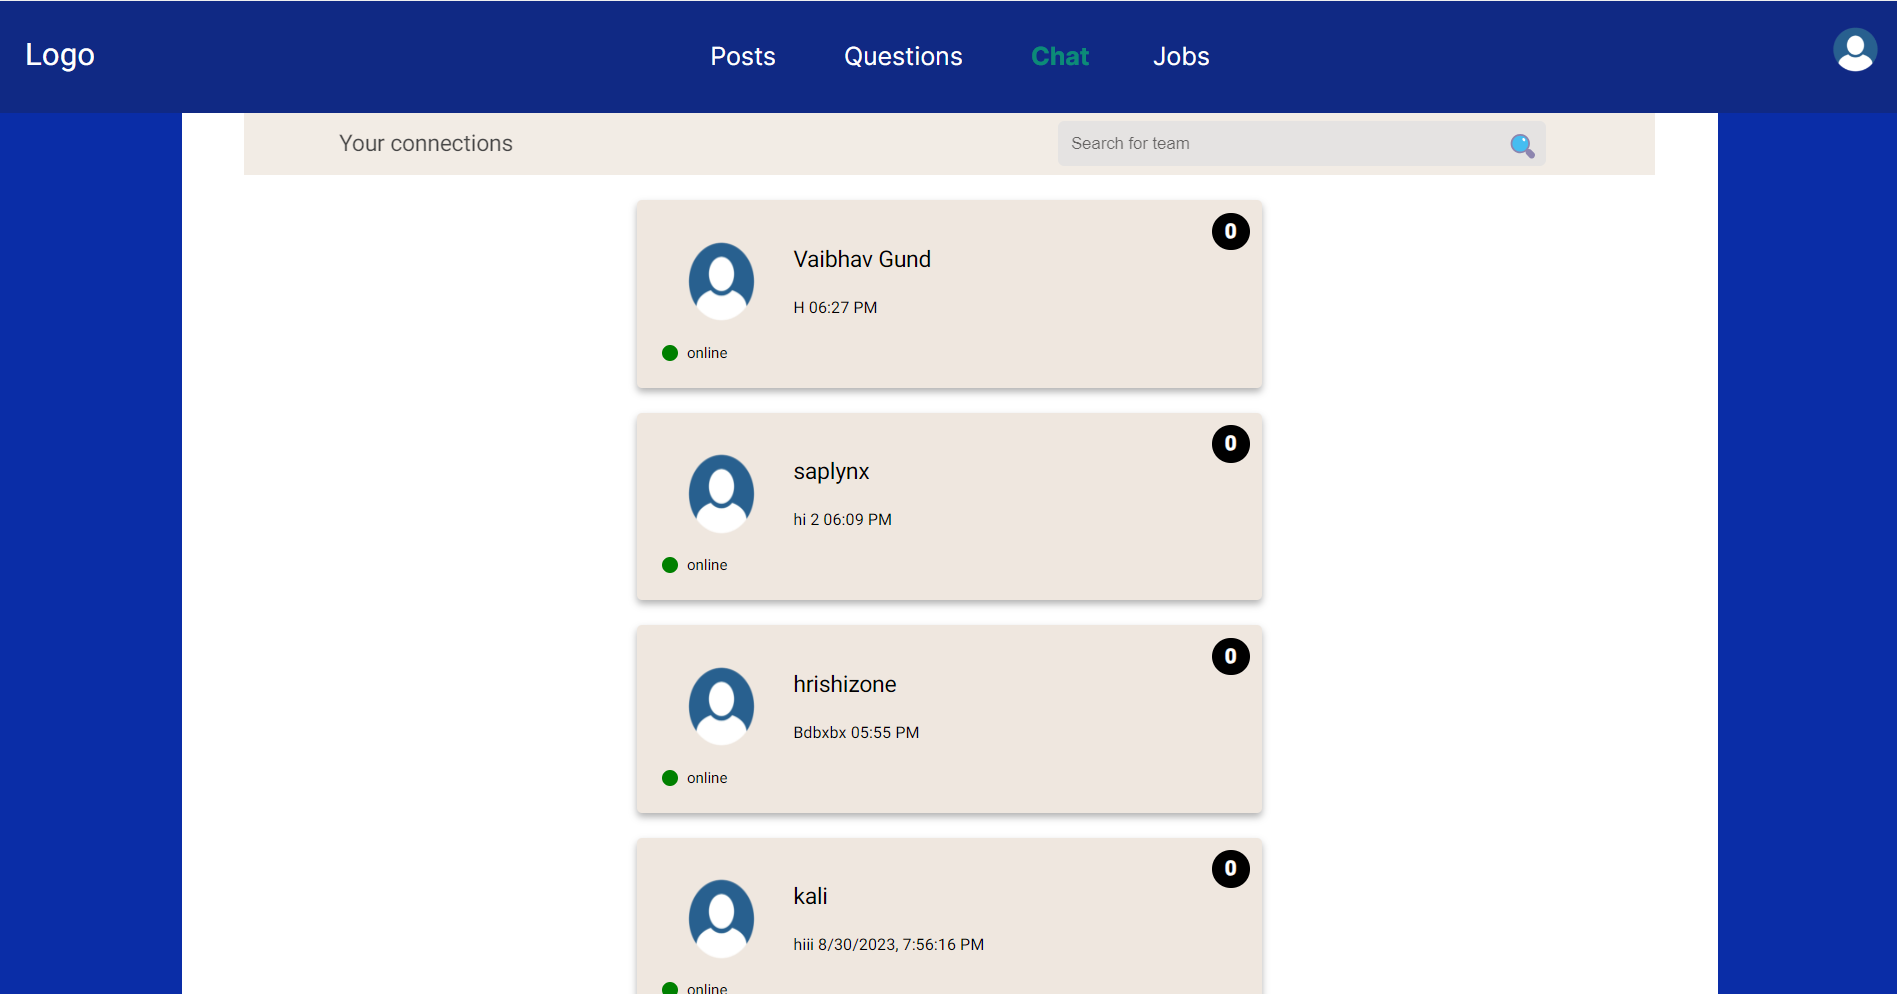 Logo
Posts Questions Chat Jobs
Your connections
Search for team
0
Vaibhav Gund
H 06:27 PM
online
0
saplynx
hi 2 06:09 PM
online
0
hrishizone
Bdbxbx 05:55 PM
online
0
kali
hiii 8/30/2023, 7:56:16 PM
online